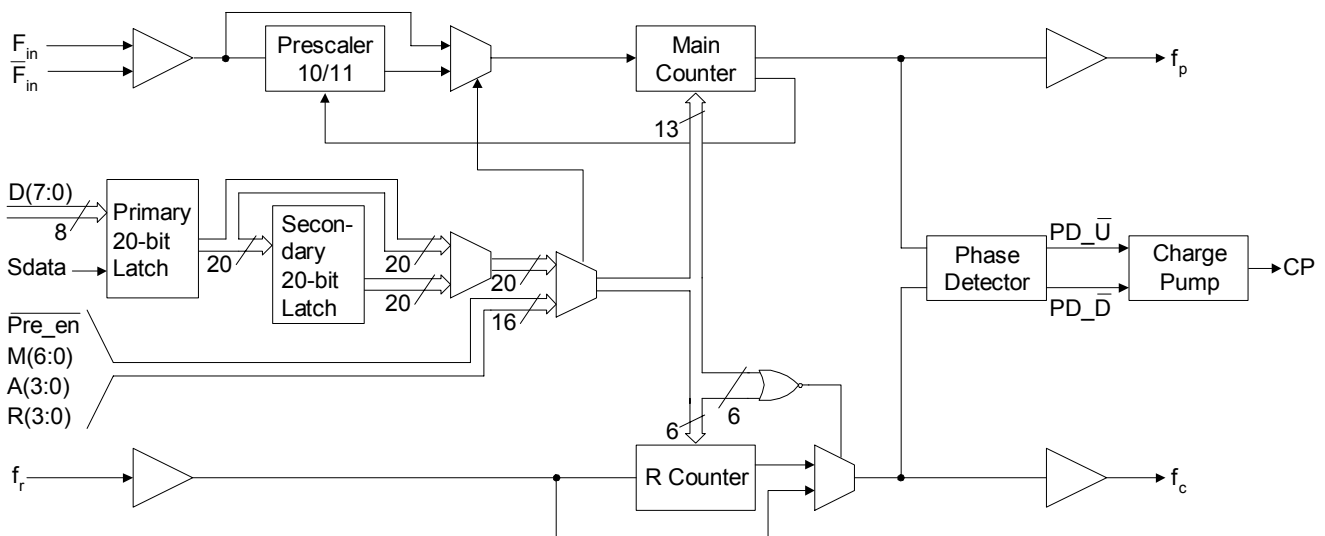 F_in
F̅_in
Prescaler
10/11
Main
Counter
f_p
13
D(7:0)
8
Sdata
Primary
20-bit
Latch
20
Secon-
dary
20-bit
Latch
20
20
20
16
P̅r̅e̅_̅e̅n̅
M(6:0)
A(3:0)
R(3:0)
Phase
Detector
PD_U̅
PD_D̅
Charge
Pump
CP
6
6
f_r
R Counter
f_c